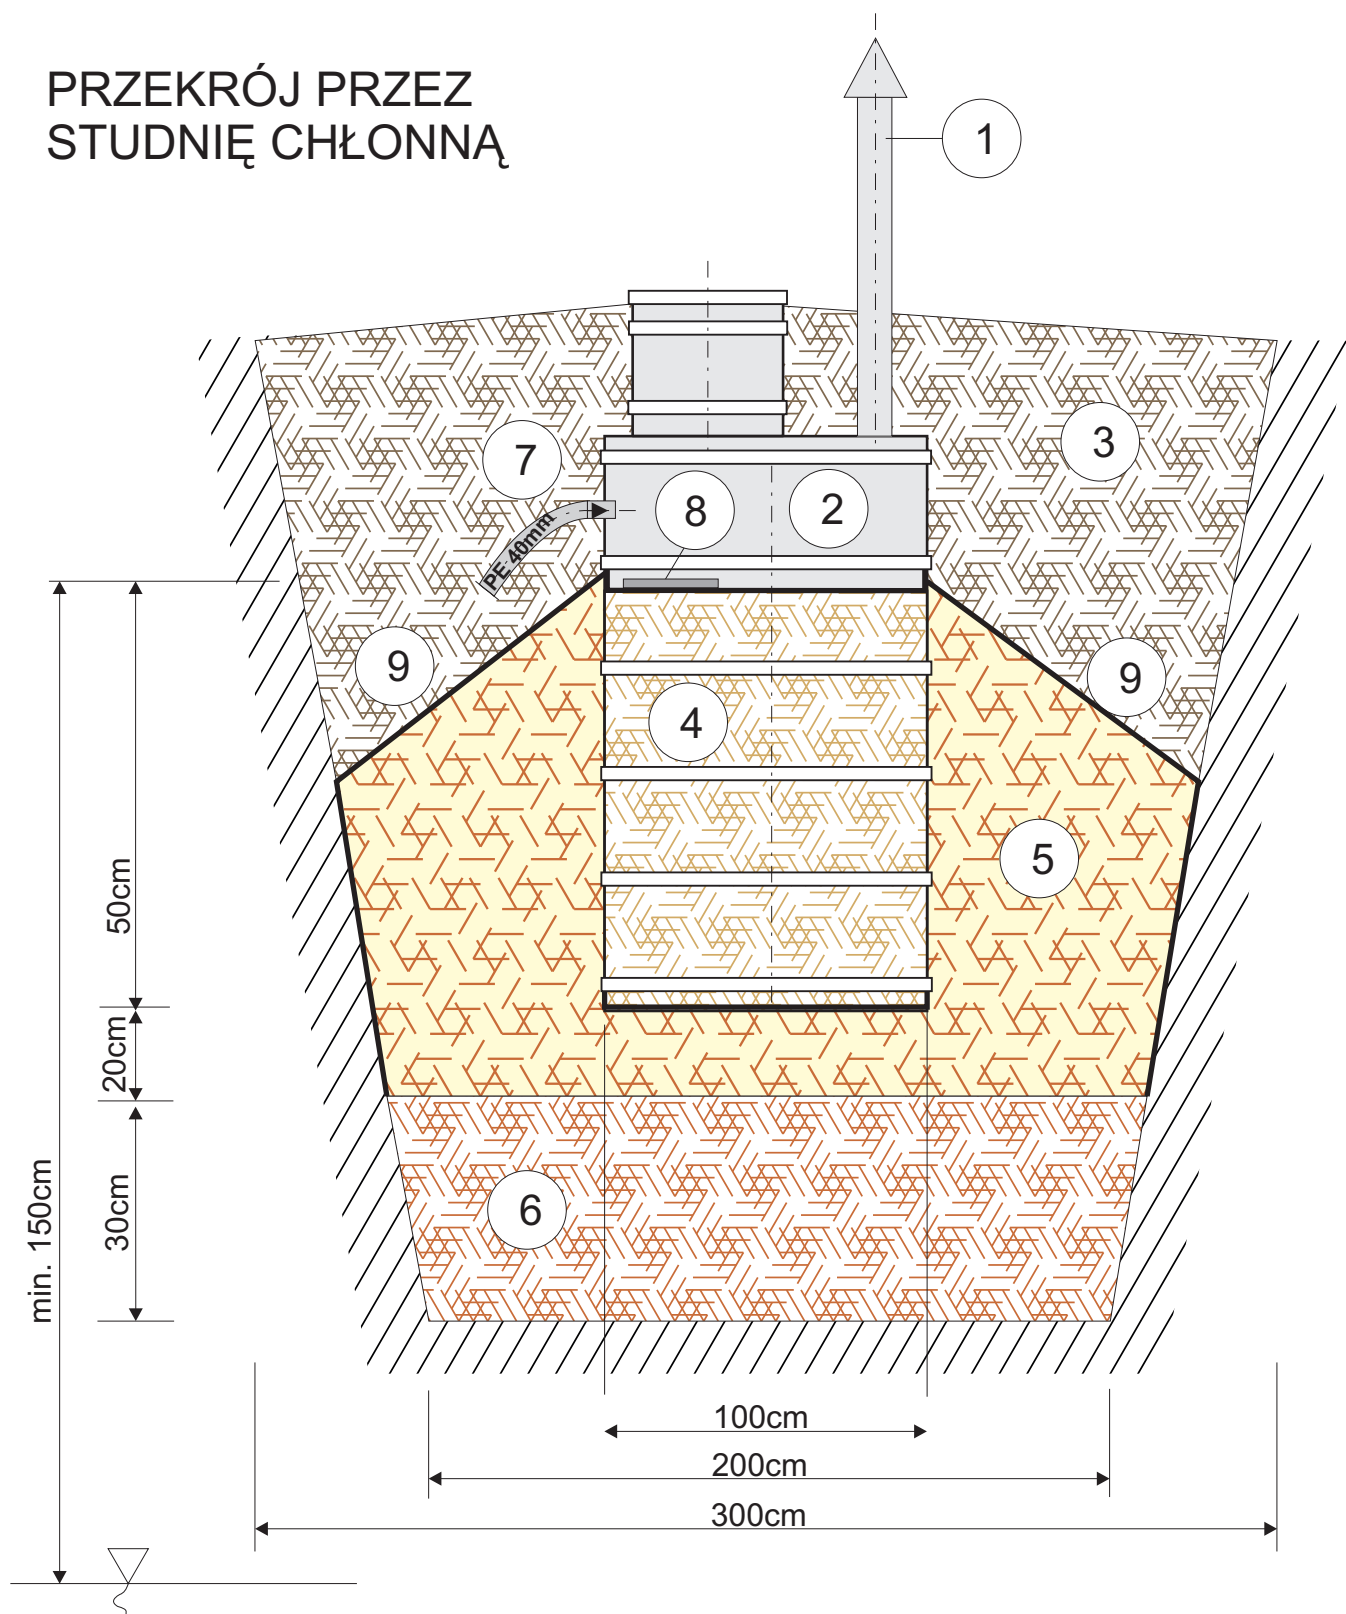 PRZEKRÓJ PRZEZ
STUDNIĘ CHŁONNĄ
1
3
7
8
2
PE 40mm
9
9
4
5
50cm
20cm
6
30cm
min. 150cm
100cm
200cm
300cm